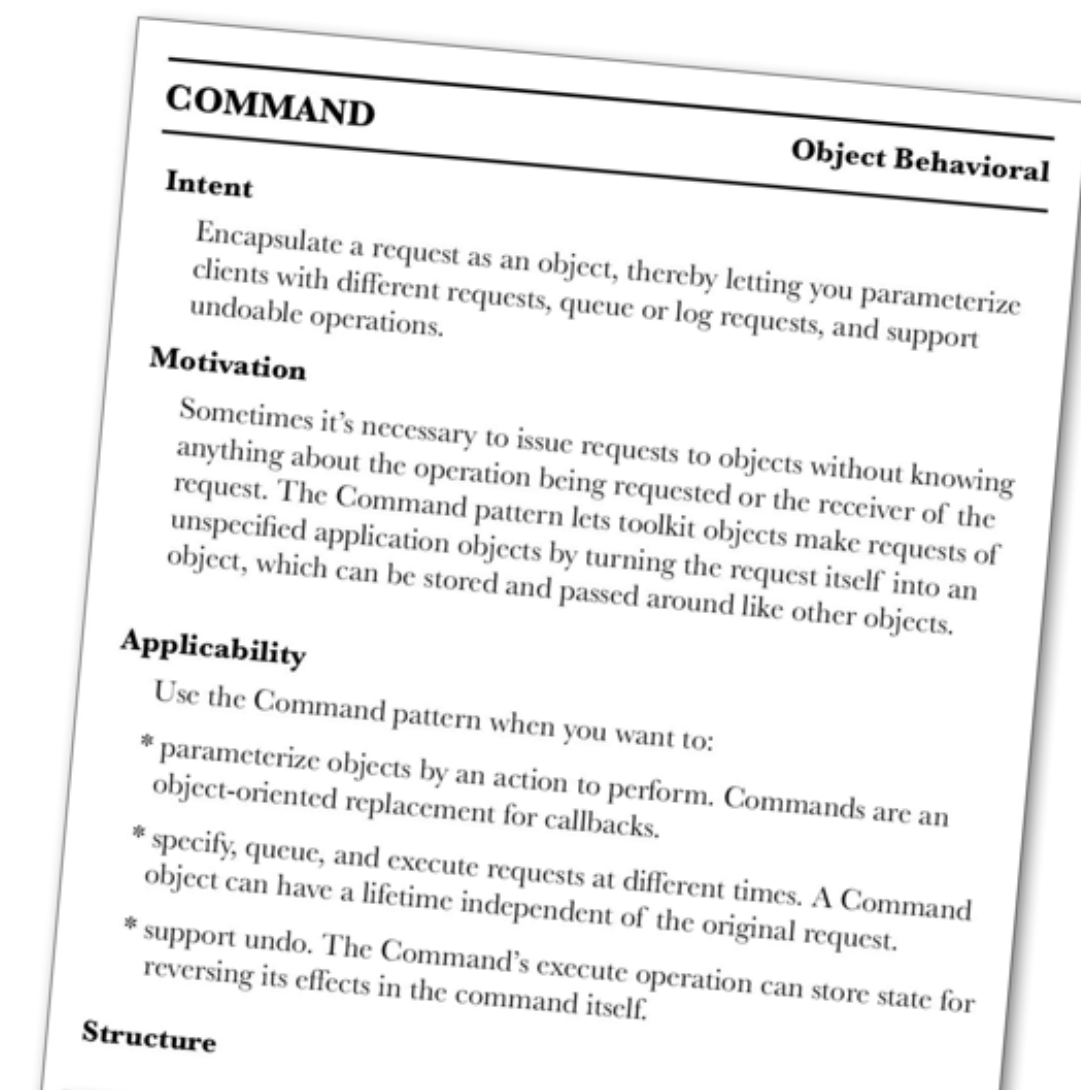 COMMAND
Object Behavioral
Intent
Encapsulate a request as an object, thereby letting you parameterize
clients with different requests, queue or log requests, and support
undoable operations.
Motivation
Sometimes it's necessary to issue requests to objects without knowing
anything about the operation being requested or the receiver of the
request. The Command pattern lets toolkit objects make requests of
unspecified application objects by turning the request itself into an
object, which can be stored and passed around like other objects.
Applicability
Use the Command pattern when you want to:
* parameterize objects by an action to perform. Commands are an
object-oriented replacement for callbacks.
* specify, queue, and execute requests at different times. A Command
object can have a lifetime independent of the original request.
* support undo. The Command's execute operation can store state for
reversing its effects in the command itself.
Structure